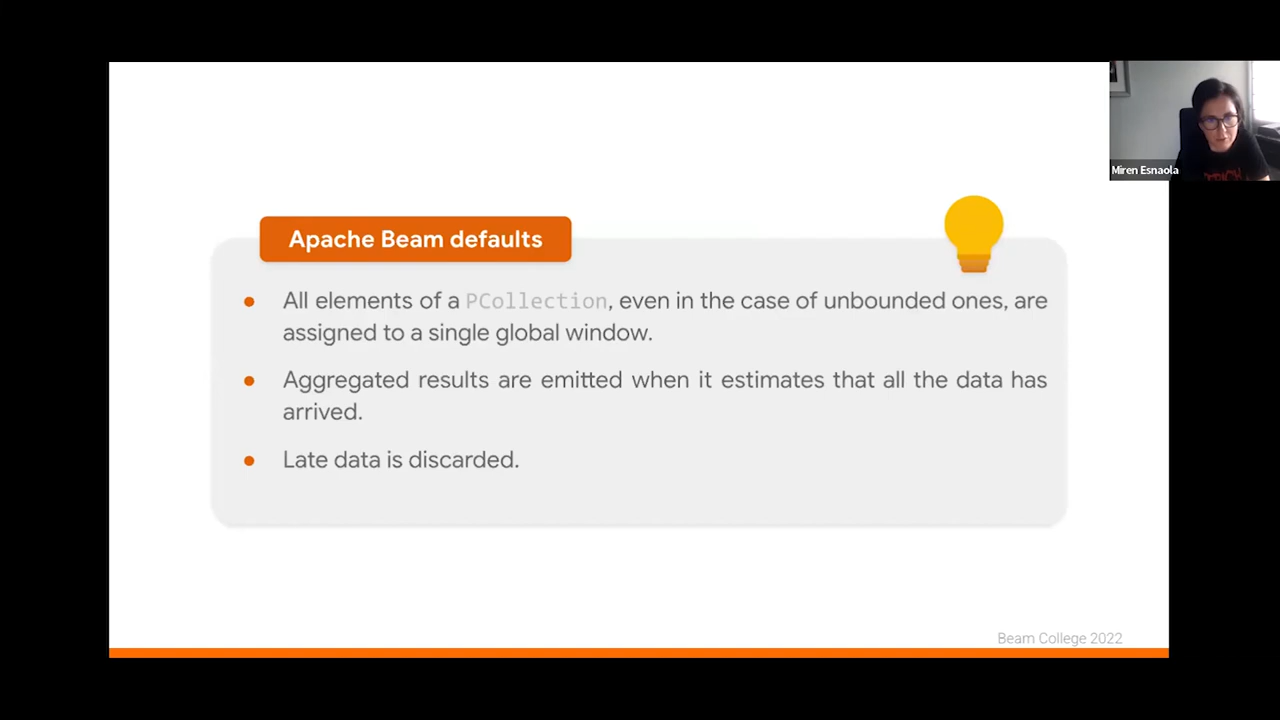 Miren Esnaola
Apache Beam defaults
All elements of a PCollection, even in the case of unbounded ones, are
assigned to a single global window.
Aggregated results are emitted when it estimates that all the data has
arrived.
Late data is discarded.
Beam College 2022